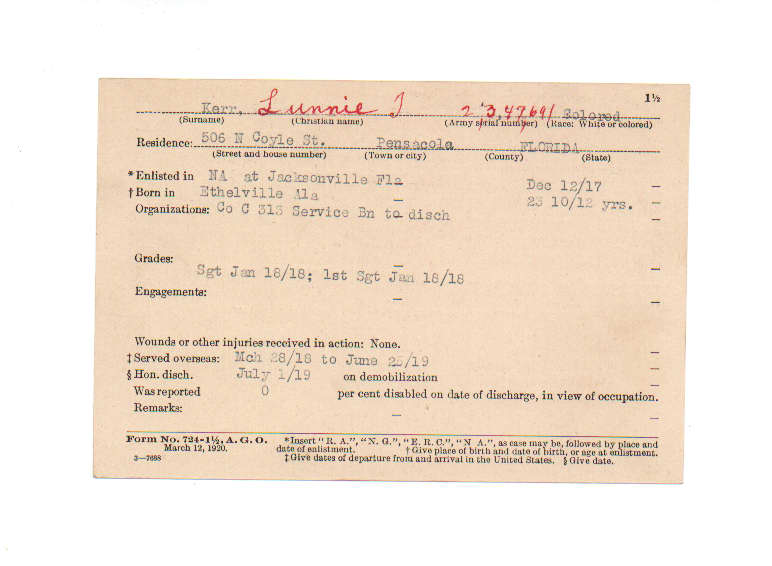 1½
Kerr, Lunnie J 2,347,691 Colored
(Surname) (Christian name) (Army serial number) (Race: White or colored)
Residence: 506 N Coyle St. Pensacola FLORIDA
(Street and house number) (Town or city) (County) (State)
*Enlisted in NA at Jacksonville Fla Dec 12/17
†Born in Ethelville Ala 23 10/12 yrs.
Organizations: Co C 313 Service Bn to disch
Grades:
Sgt Jan 18/18; 1st Sgt Jan 18/18
Engagements:
Wounds or other injuries received in action: None.
‡Served overseas: Mch 28/18 to June 25/19
§Hon. disch. July 1/19 on demobilization
Was reported 0 per cent disabled on date of discharge, in view of occupation.
Remarks:
Form No. 724-1½, A. G. O. *Insert "R. A.", "N. G.", "E. R. C.", "N A.", as case may be, followed by place and
March 12, 1920. date of enlistment. †Give place of birth and date of birth, or age at enlistment.
3—7688 ‡Give dates of departure from and arrival in the United States. §Give date.